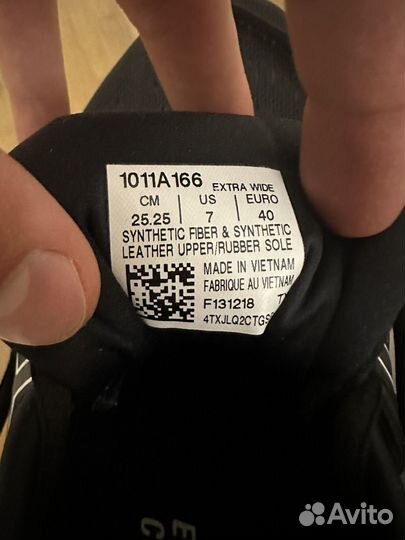 1011A166 EXTRA WIDE
CM US EURO
25.25 7 40
SYNTHETIC FIBER & SYNTHETIC
LEATHER UPPER/RUBBER SOLE
MADE IN VIETNAM
FABRIQUE AU VIETNAM
F131218
4TXJLQ2CTGS
E
C
Avito